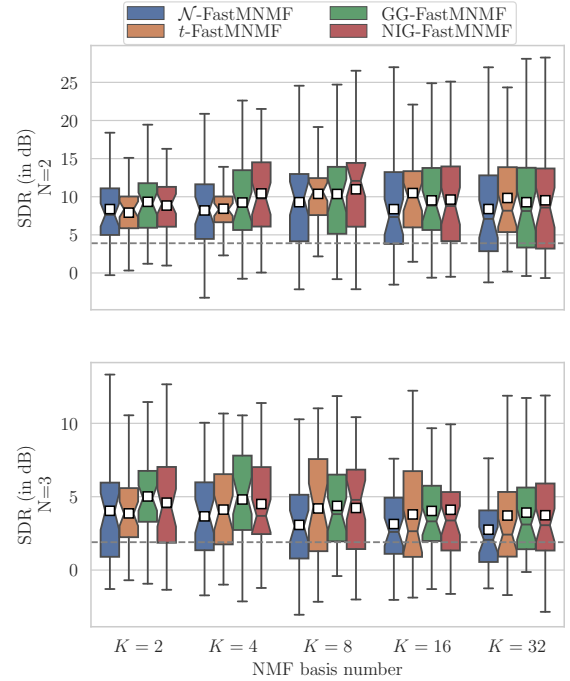 𝒩-FastMNMF
t-FastMNMF
GG-FastMNMF
NIG-FastMNMF
SDR (in dB)
N=2
25
20
15
10
5
0
SDR (in dB)
N=3
10
5
0
K = 2
K = 4
K = 8
K = 16
K = 32
NMF basis number